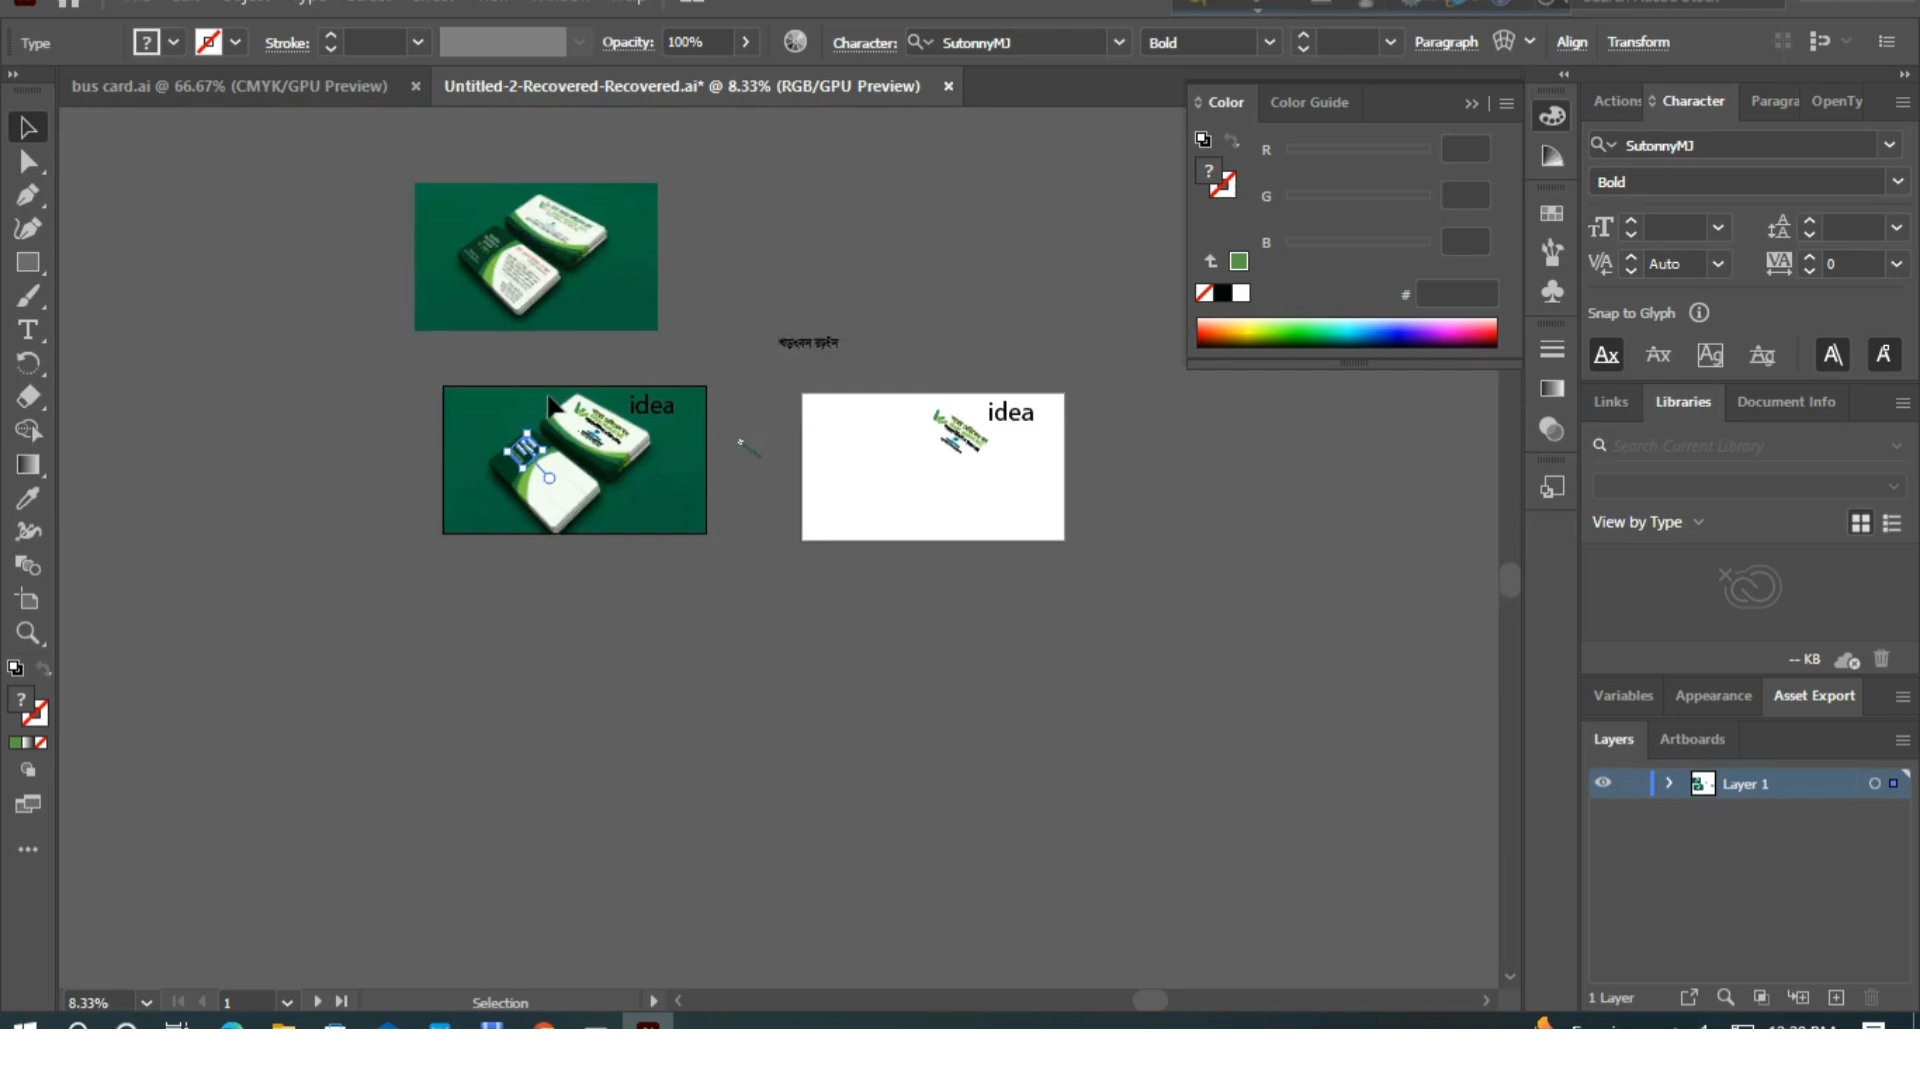 Type
?
Stroke:
Opacity:
100%
Character:
SutonnyMJ
Bold
Paragraph
Align
Transform
bus card.ai @ 66.67% (CMYK/GPU Preview)
Untitled-2-Recovered-Recovered.ai* @ 8.33% (RGB/GPU Preview)
Color
Color Guide
R
G
B
#
?
Actions
Character
Paragra
OpenTy
SutonnyMJ
Bold
Auto
0
Snap to Glyph
Links
Libraries
Document Info
Search Current Library
View by Type
-- KB
Variables
Appearance
Asset Export
Layers
Artboards
Layer 1
1 Layer
idea
idea
?
8.33%
1
Selection